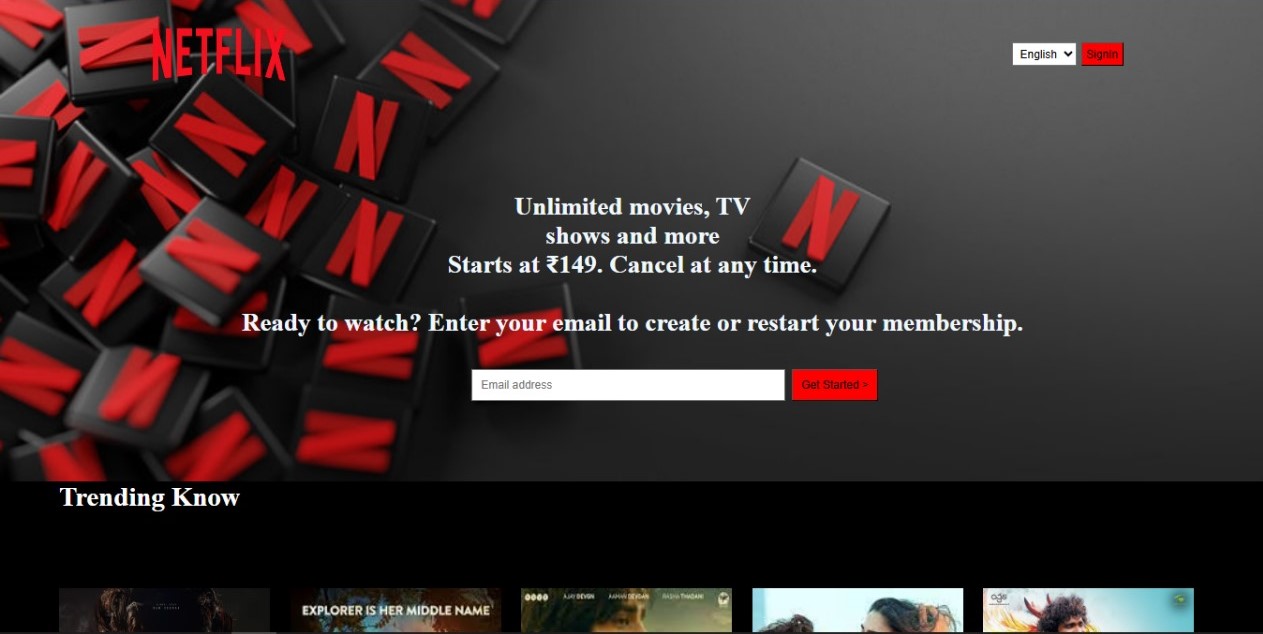 NETFLIX
English
Signin
Unlimited movies, TV
shows and more
Starts at ₹149. Cancel at any time.
Ready to watch? Enter your email to create or restart your membership.
Email address
Get Started >
Trending Know
EXPLORER IS HER MIDDLE NAME
AJAY DEVGN AAMAN DEVGAN RASHA THADANI
ags